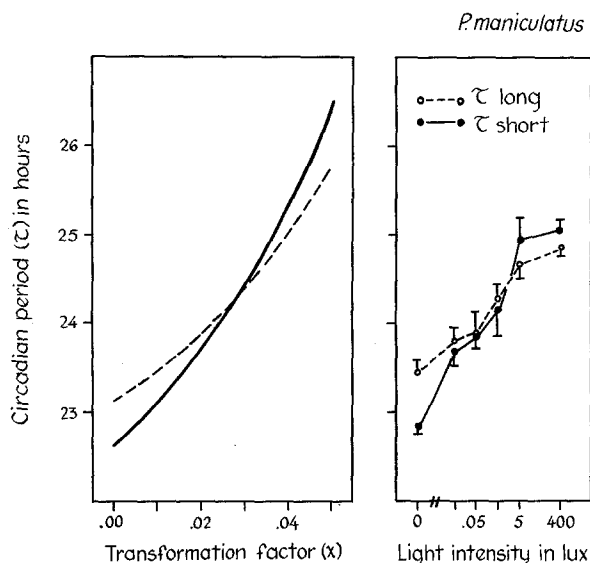 P. maniculatus
Circadian period (τ) in hours
26
25
24
23
.00 .02 .04
Transformation factor (x)
τ long
τ short
0 .05 5 400
Light intensity in lux